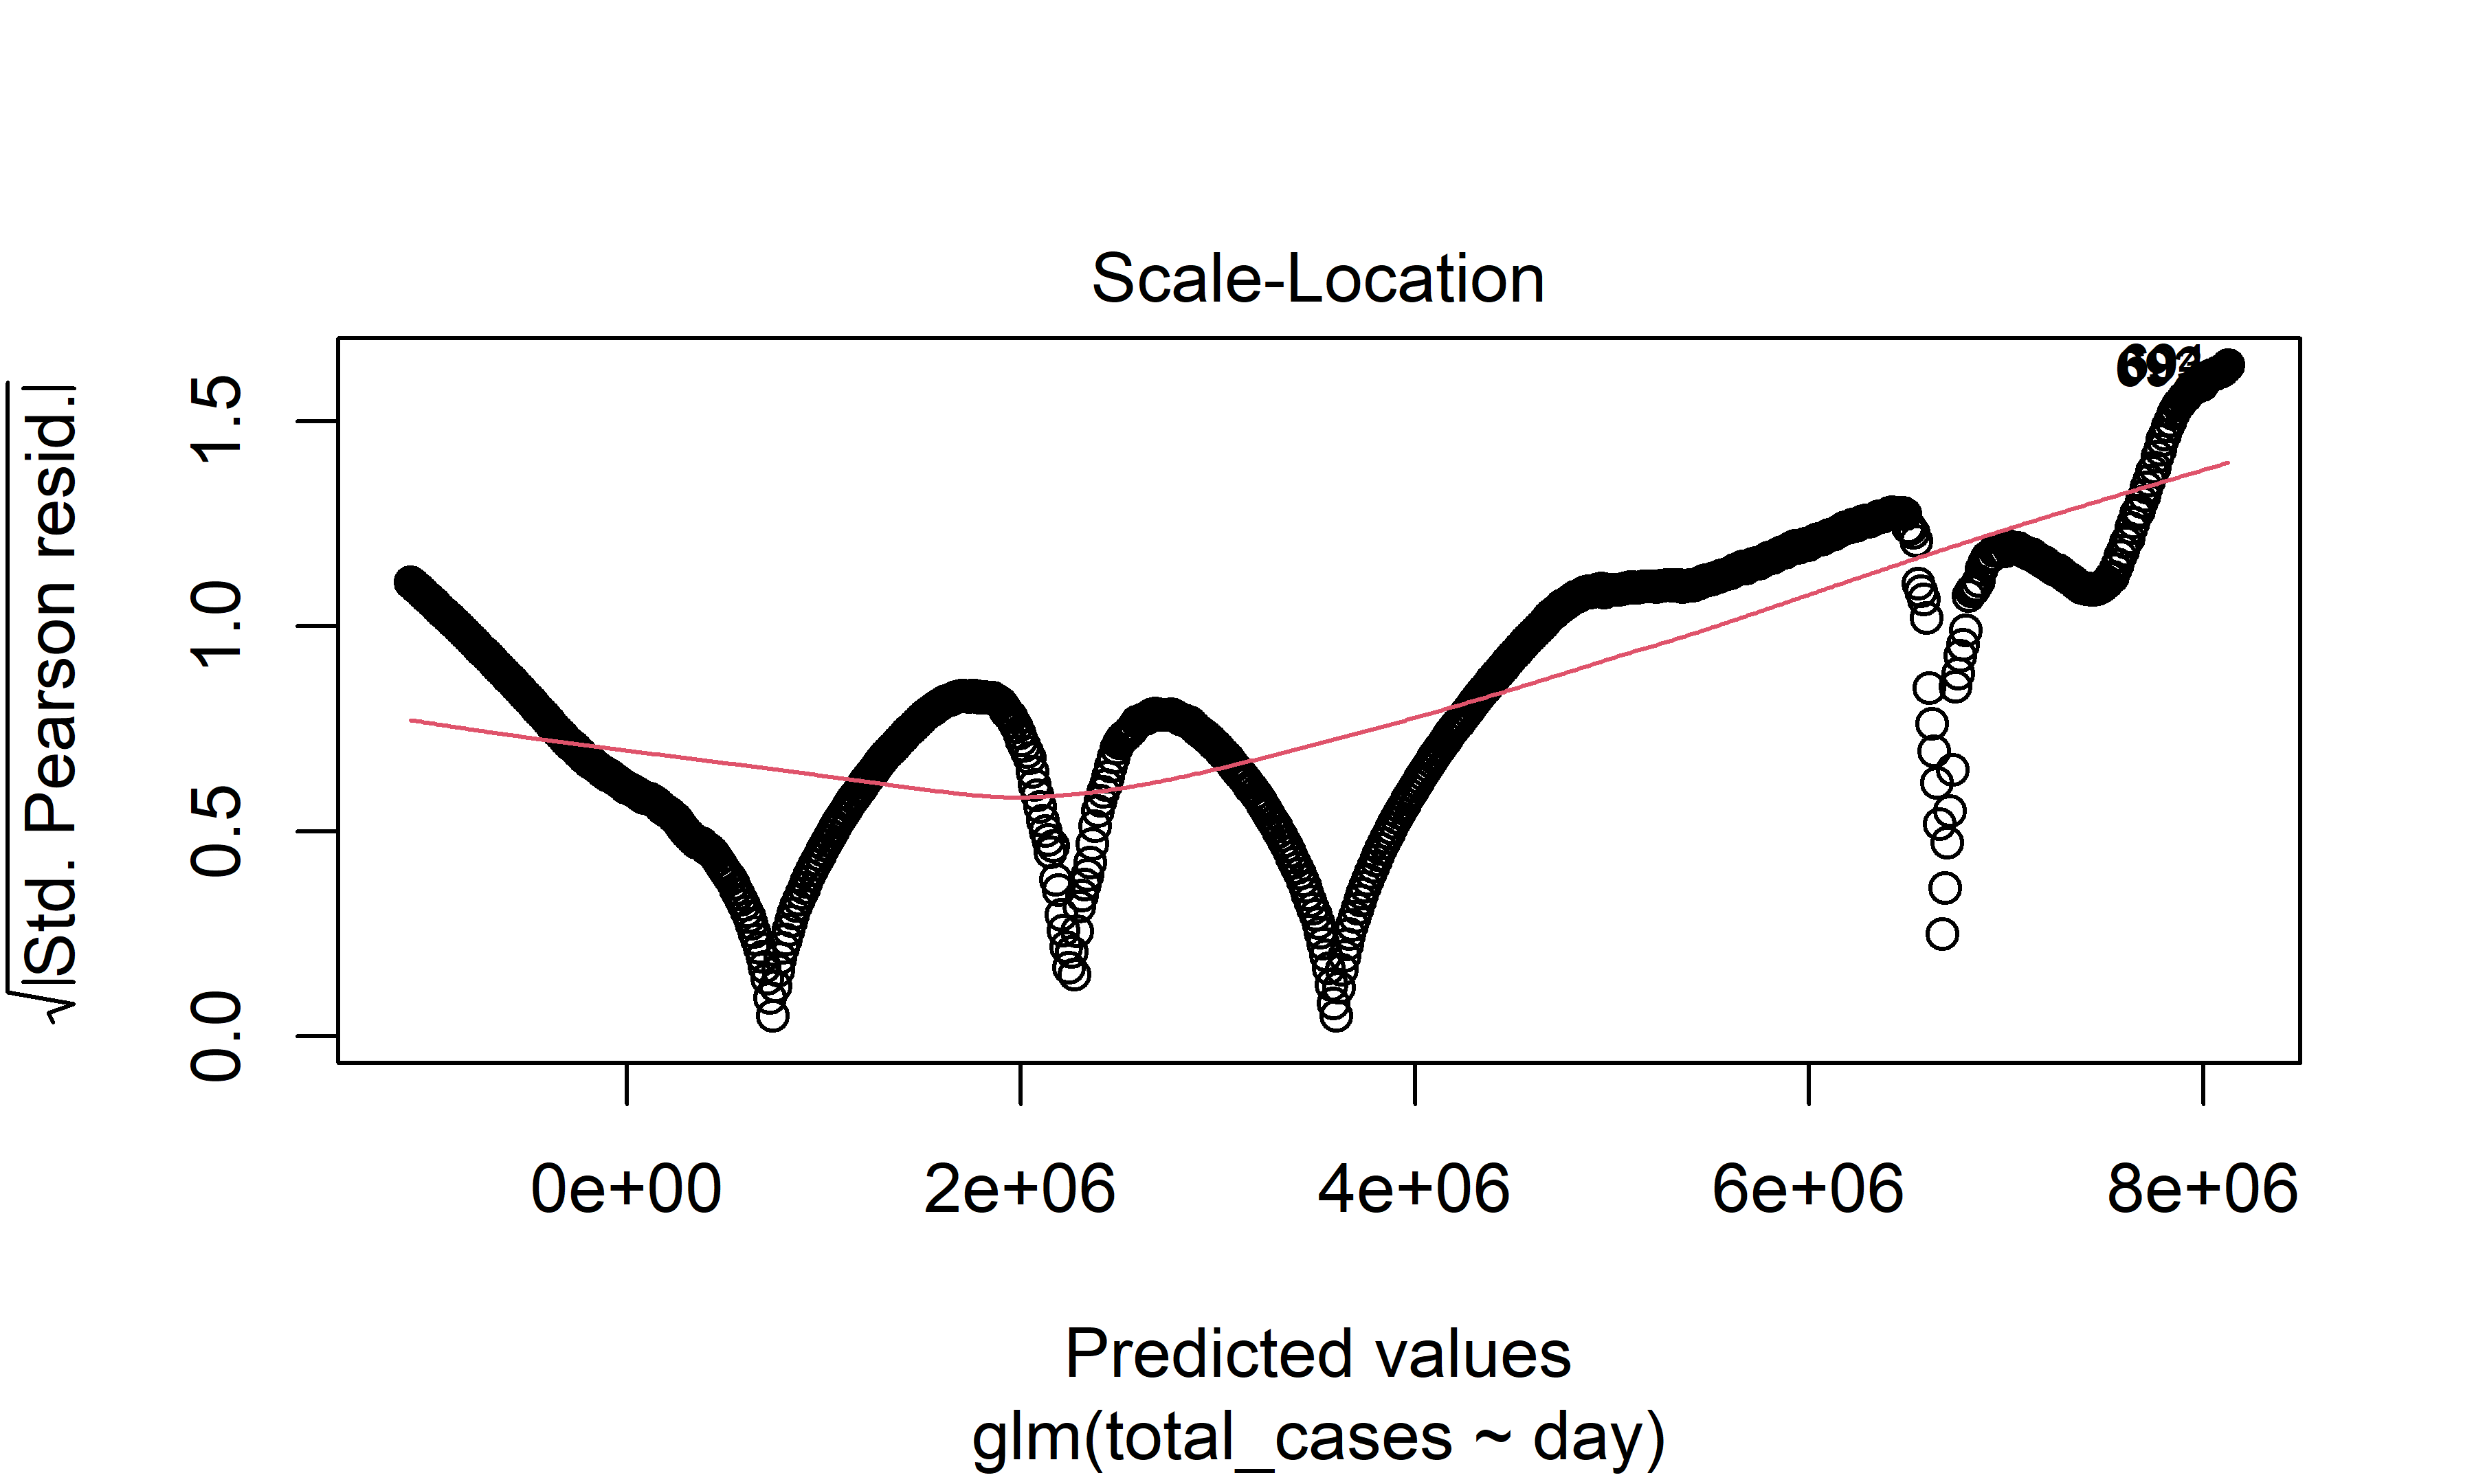 Scale-Location
√|Std. Pearson resid.|
1.5
1.0
0.5
0.0
0e+00 2e+06 4e+06 6e+06 8e+06
Predicted values
glm(total_cases ~ day)